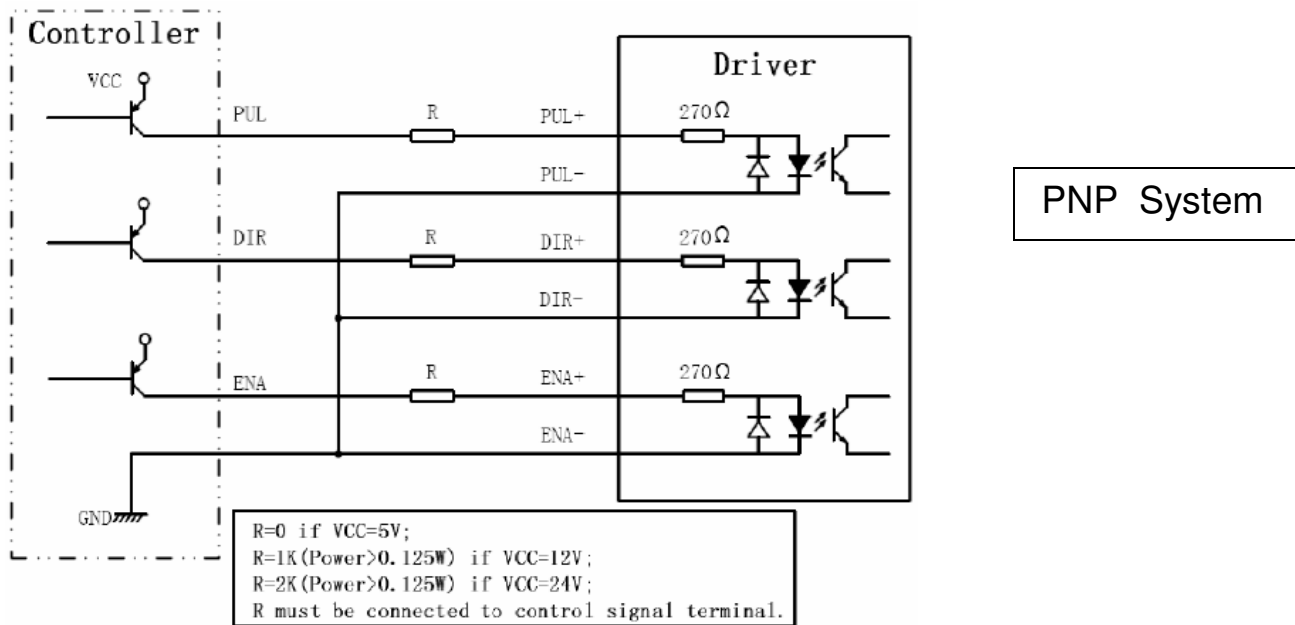 Controller
Driver
VCC
PUL
R
PUL+
270Ω
PUL-
PNP System
DIR
R
DIR+
270Ω
DIR-
ENA
R
ENA+
270Ω
ENA-
GND
R=0 if VCC=5V;
R=1K(Power>0.125W) if VCC=12V;
R=2K(Power>0.125W) if VCC=24V;
R must be connected to control signal terminal.